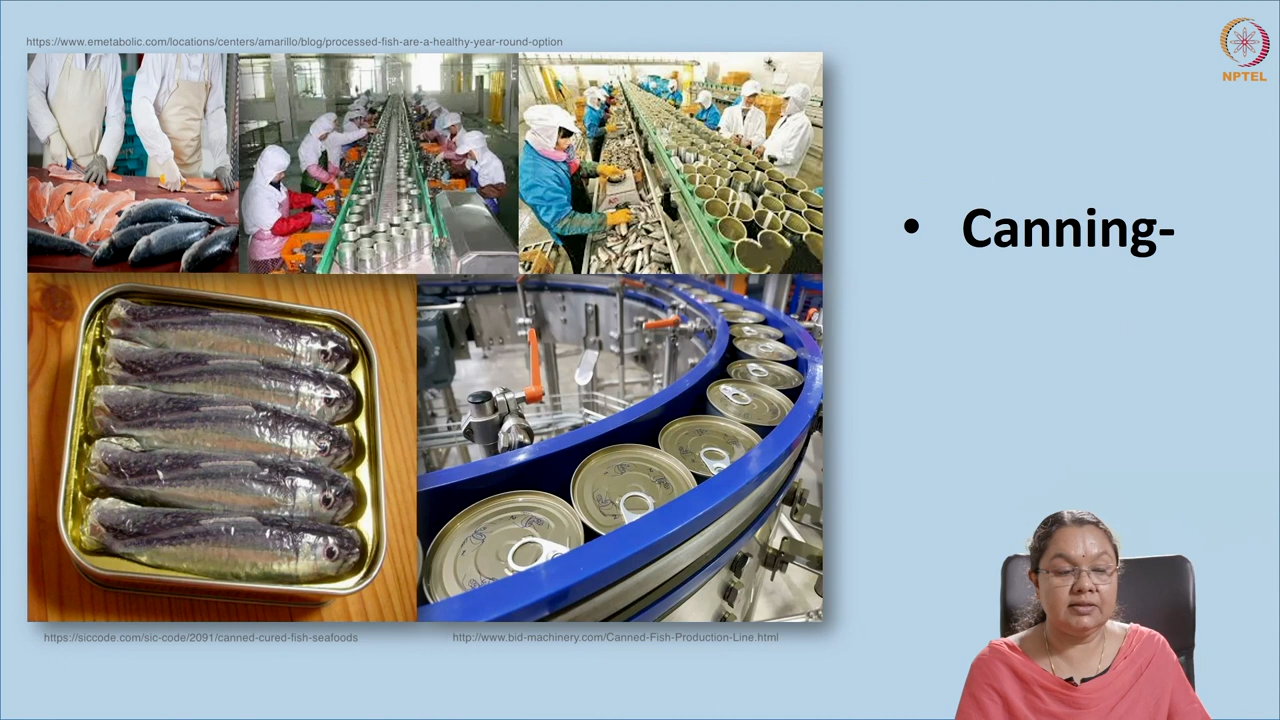 https://www.emetabolic.com/locations/centers/amarillo/blog/processed-fish-are-a-healthy-year-round-option
NPTEL
• Canning-
https://siccode.com/sic-code/2091/canned-cured-fish-seafoods
http://www.bid-machinery.com/Canned-Fish-Production-Line.html